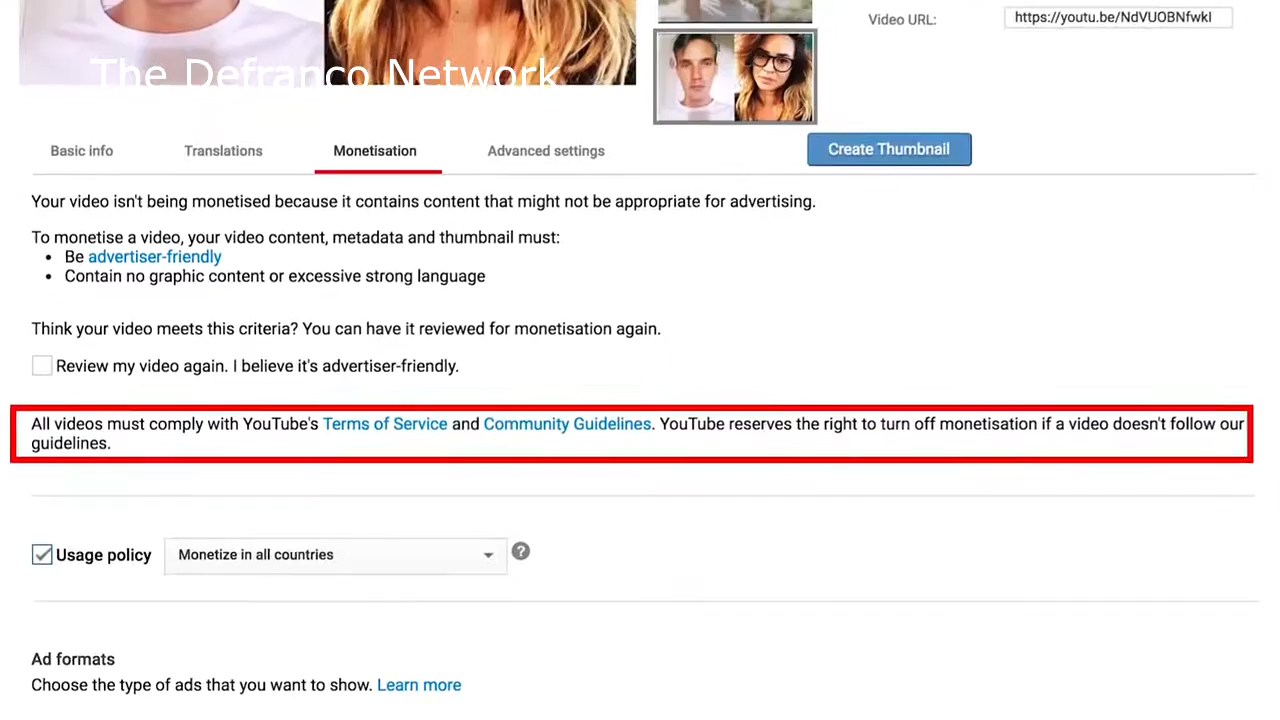 Video URL:
https://youtu.be/NdVUOBNfwkI
The Defranco Network
Basic info
Translations
Monetisation
Advanced settings
Create Thumbnail
Your video isn't being monetised because it contains content that might not be appropriate for advertising.
To monetise a video, your video content, metadata and thumbnail must:
• Be advertiser-friendly
• Contain no graphic content or excessive strong language
Think your video meets this criteria? You can have it reviewed for monetisation again.
Review my video again. I believe it's advertiser-friendly.
All videos must comply with YouTube's Terms of Service and Community Guidelines. YouTube reserves the right to turn off monetisation if a video doesn't follow our
guidelines.
Usage policy
Monetize in all countries
?
Ad formats
Choose the type of ads that you want to show. Learn more